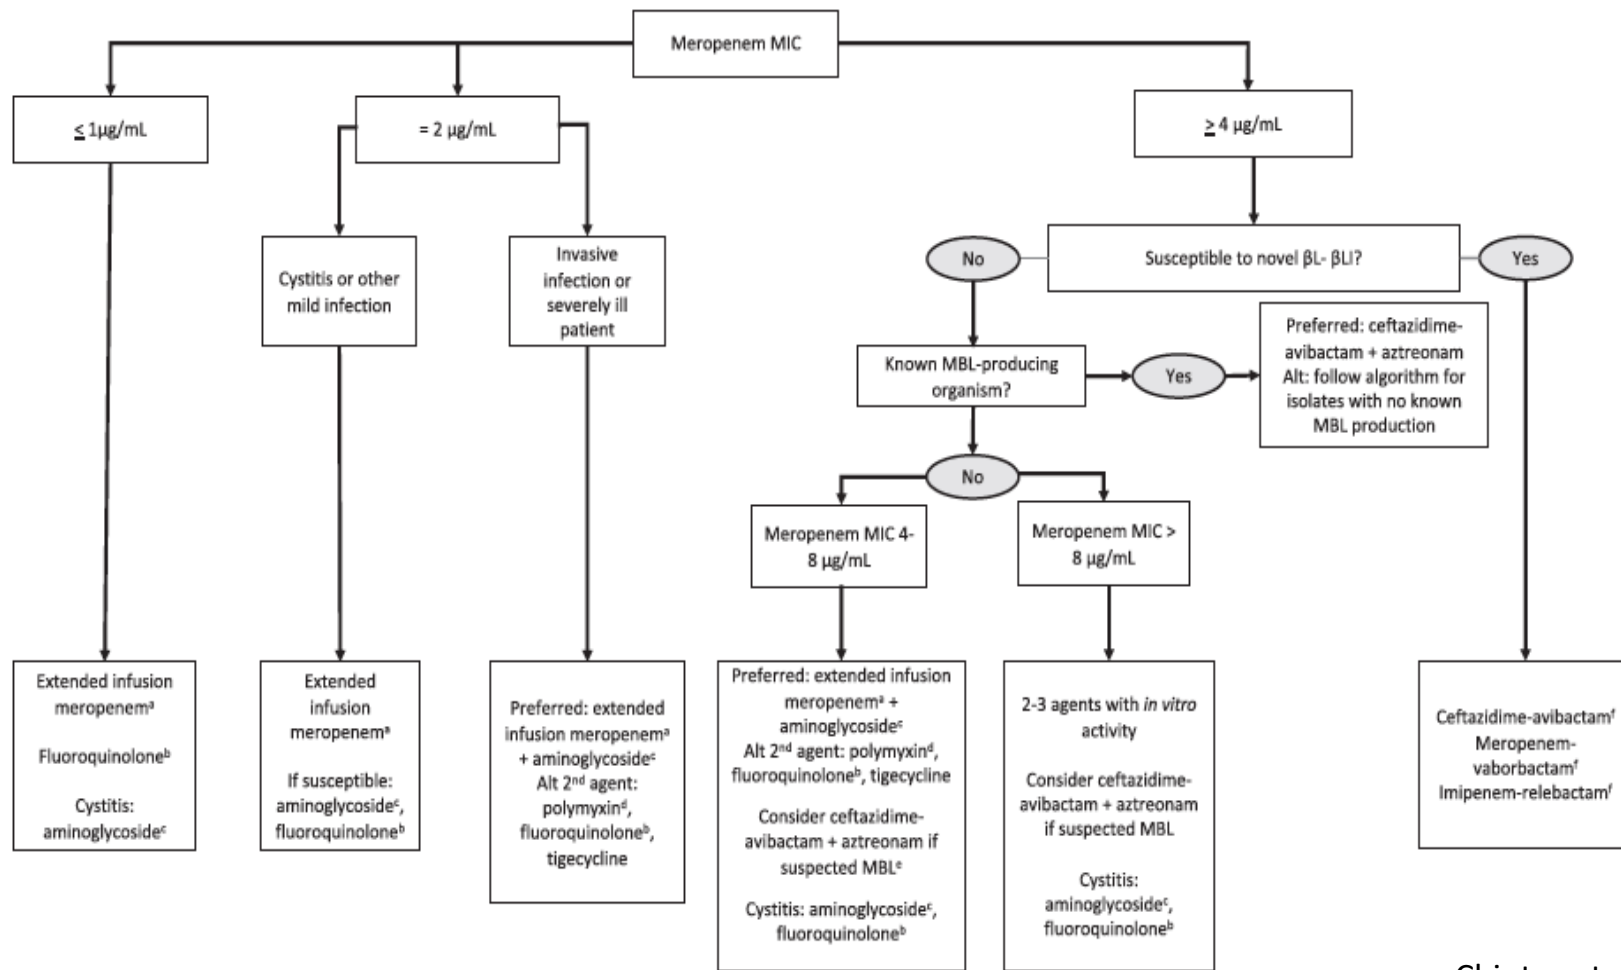 Meropenem MIC
≤ 1µg/mL
= 2 µg/mL
≥ 4 µg/mL
Cystitis or other
mild infection
Invasive
infection or
severely ill
patient
Susceptible to novel βL- βLI?
No
Yes
Known MBL-producing
organism?
Yes
Preferred: ceftazidime-
avibactam + aztreonam
Alt: follow algorithm for
isolates with no known
MBL production
No
Meropenem MIC 4-
8 µg/mL
Meropenem MIC >
8 µg/mL
Extended infusion
meropenemᵃ
Fluoroquinoloneᵇ
Cystitis:
aminoglycosideᶜ
Extended
infusion
meropenemᵃ
If susceptible:
aminoglycosideᶜ,
fluoroquinoloneᵇ
Preferred: extended
infusion meropenemᵃ
+ aminoglycosideᶜ
Alt 2ⁿᵈ agent:
polymyxinᵈ,
fluoroquinoloneᵇ,
tigecycline
Preferred: extended infusion
meropenemᵃ +
aminoglycosideᶜ
Alt 2ⁿᵈ agent: polymyxinᵈ,
fluoroquinoloneᵇ, tigecycline
Consider ceftazidime-
avibactam + aztreonam if
suspected MBLᵉ
Cystitis: aminoglycosideᶜ,
fluoroquinoloneᵇ
2-3 agents with in vitro
activity
Consider ceftazidime-
avibactam + aztreonam
if suspected MBL
Cystitis:
aminoglycosideᶜ,
fluoroquinoloneᵇ
Ceftazidime-avibactamᶠ
Meropenem-
vaborbactamᶠ
Imipenem-relebactamᶠ